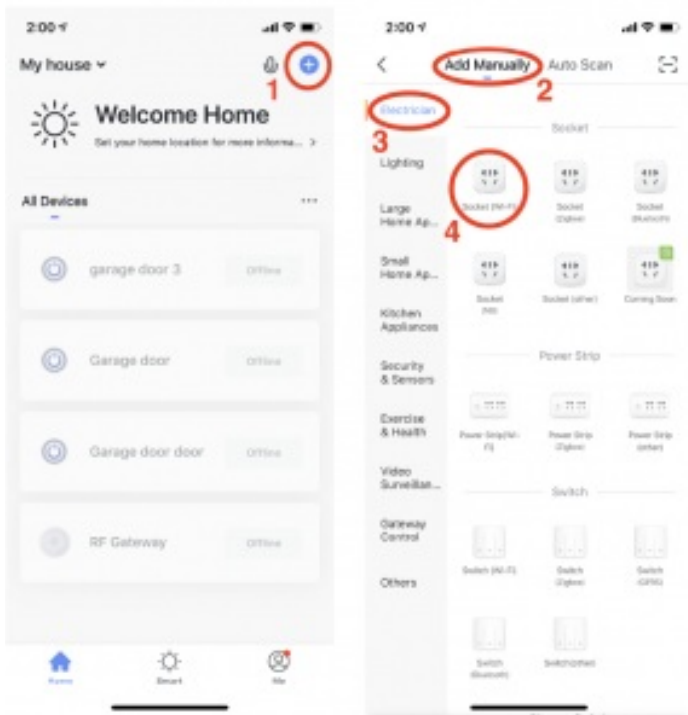 2:00
My house
1
Welcome Home
Set your home location for more informa... >
All Devices
...
garage door 3
Offline
Garage door
Offline
Garage door door
Offline
RF Gateway
Offline
Home
Smart
Me
2:00
Add Manually
Auto Scan
2
Electrician
3
Lighting
Large
Home Ap...
Small
Home Ap...
Kitchen
Appliances
Security
& Sensors
Exercise
& Health
Video
Surveillan...
Gateway
Control
Others
Socket
Socket (Wi-Fi)
4
Socket
(Zigbee)
Socket
(Bluetooth)
Socket
(NB)
Socket (other)
Coming Soon
Power Strip
Power Strip(Wi-
Fi)
Power Strip
(Zigbee)
Power Strip
(other)
Switch
Switch (Wi-Fi)
Switch
(Zigbee)
Switch
(GPRS)
Switch
(Bluetooth)
Switch(other)